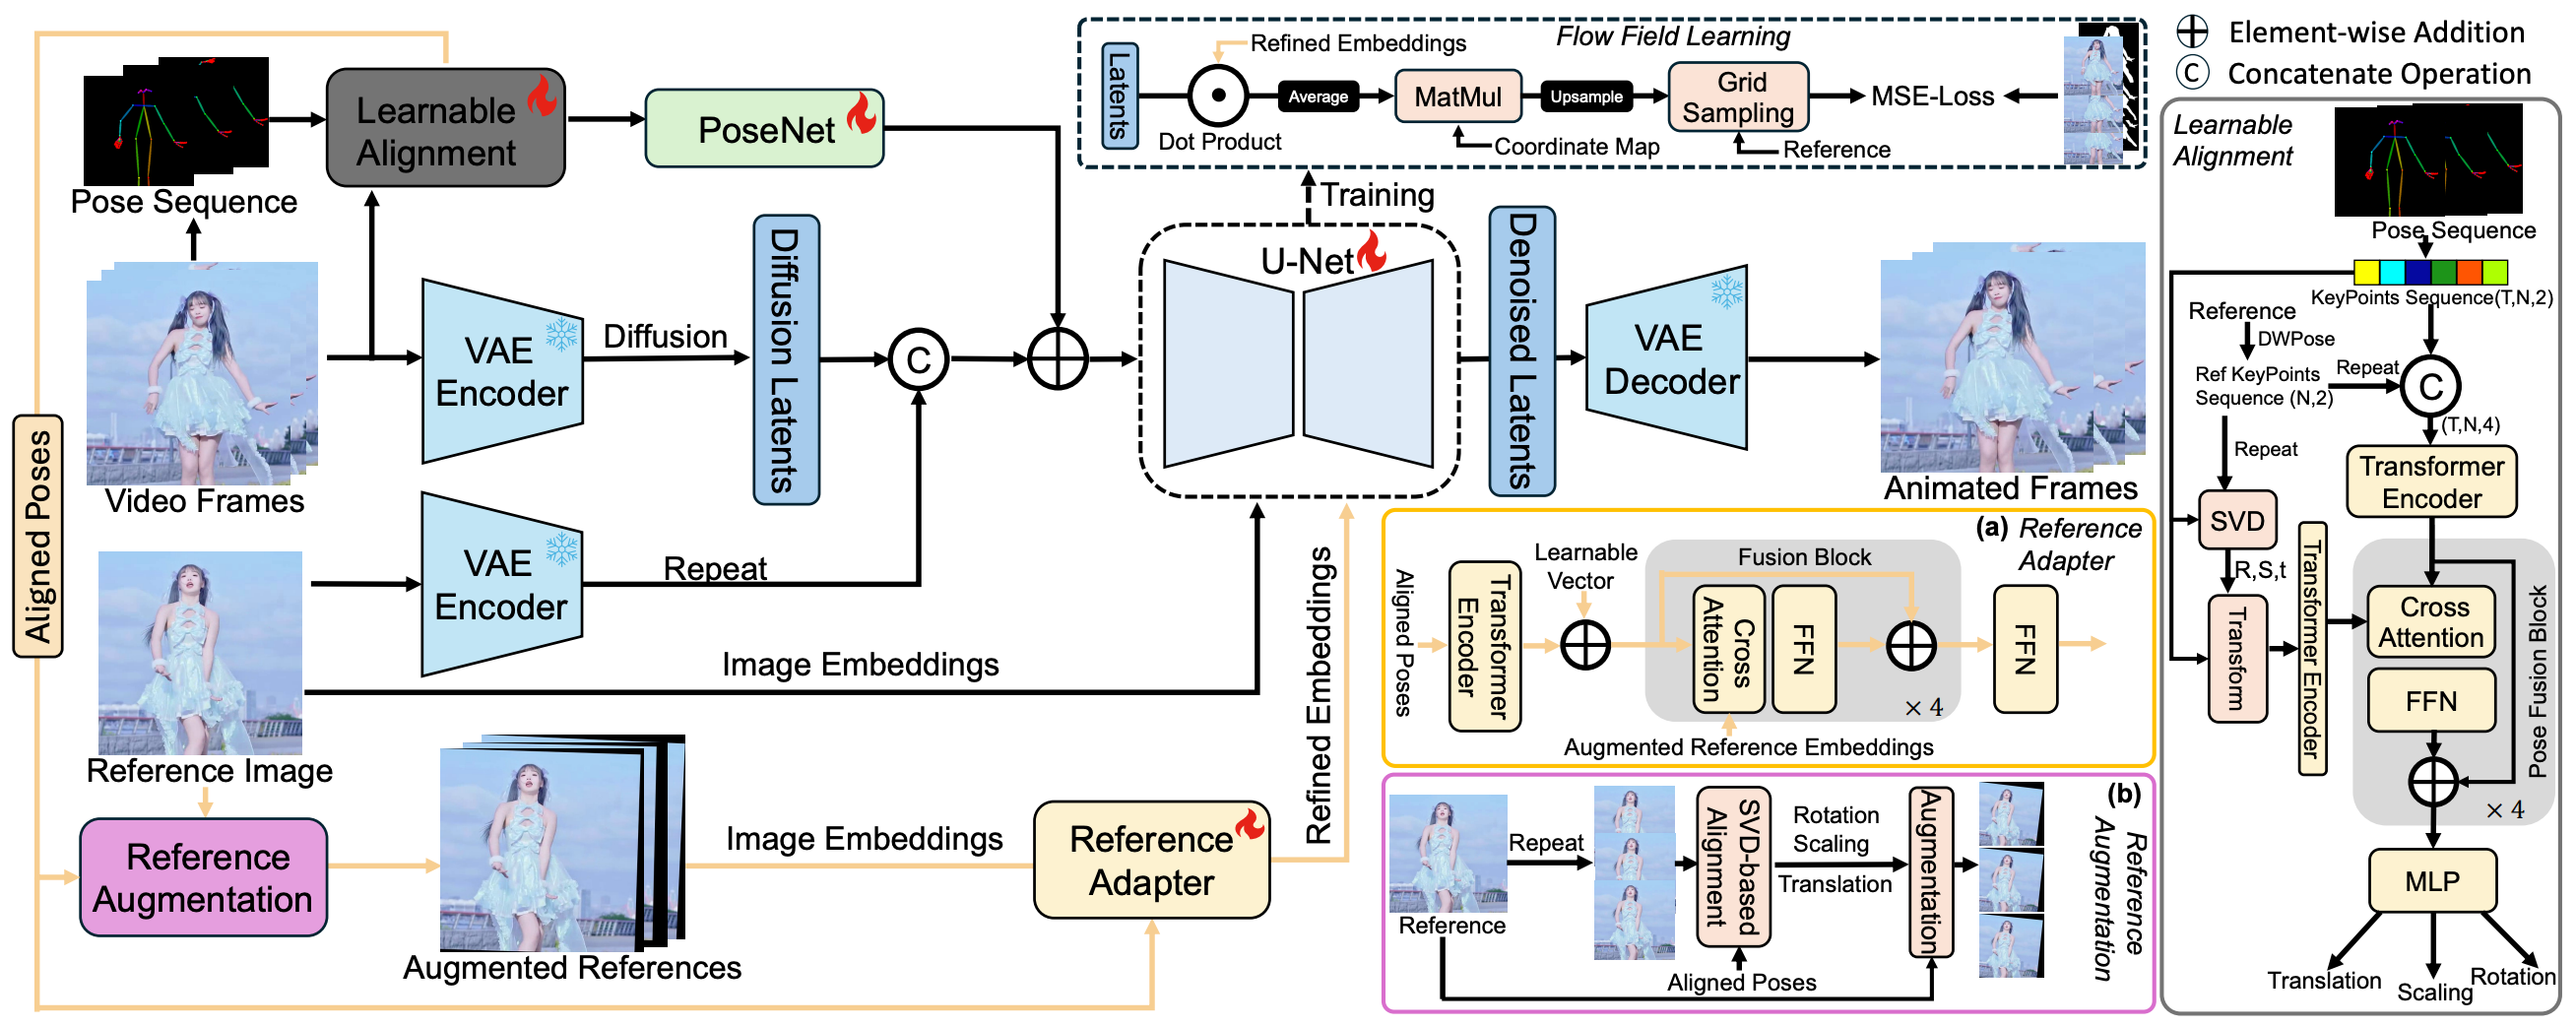 Pose Sequence
Learnable
Alignment
PoseNet
Video Frames
VAE
Encoder
Diffusion
Diffusion Latents
C
VAE
Encoder
Repeat
Reference Image
Image Embeddings
Aligned Poses
Reference
Augmentation
Augmented References
Image Embeddings
Reference
Adapter
Refined Embeddings
U-Net
Training
Denoised Latents
VAE
Decoder
Animated Frames
Flow Field Learning
Latents
Refined Embeddings
Dot Product
Average
MatMul
Coordinate Map
Upsample
Grid
Sampling
Reference
MSE-Loss
(a) Reference
Adapter
Aligned Poses
Transformer
Encoder
Learnable
Vector
Fusion Block
Cross
Attention
FFN
× 4
FFN
Augmented Reference Embeddings
(b)
Reference
Augmentation
Reference
Repeat
SVD-based
Alignment
Aligned Poses
Rotation
Scaling
Translation
Augmentation
Element-wise Addition
C Concatenate Operation
Learnable
Alignment
Pose Sequence
KeyPoints Sequence(T,N,2)
Reference
DWPose
Ref KeyPoints
Sequence (N,2)
Repeat
C
(T,N,4)
Repeat
Transformer
Encoder
SVD
R,S,t
Transform
Transformer Encoder
Cross
Attention
FFN
Pose Fusion Block
× 4
MLP
Translation
Scaling
Rotation